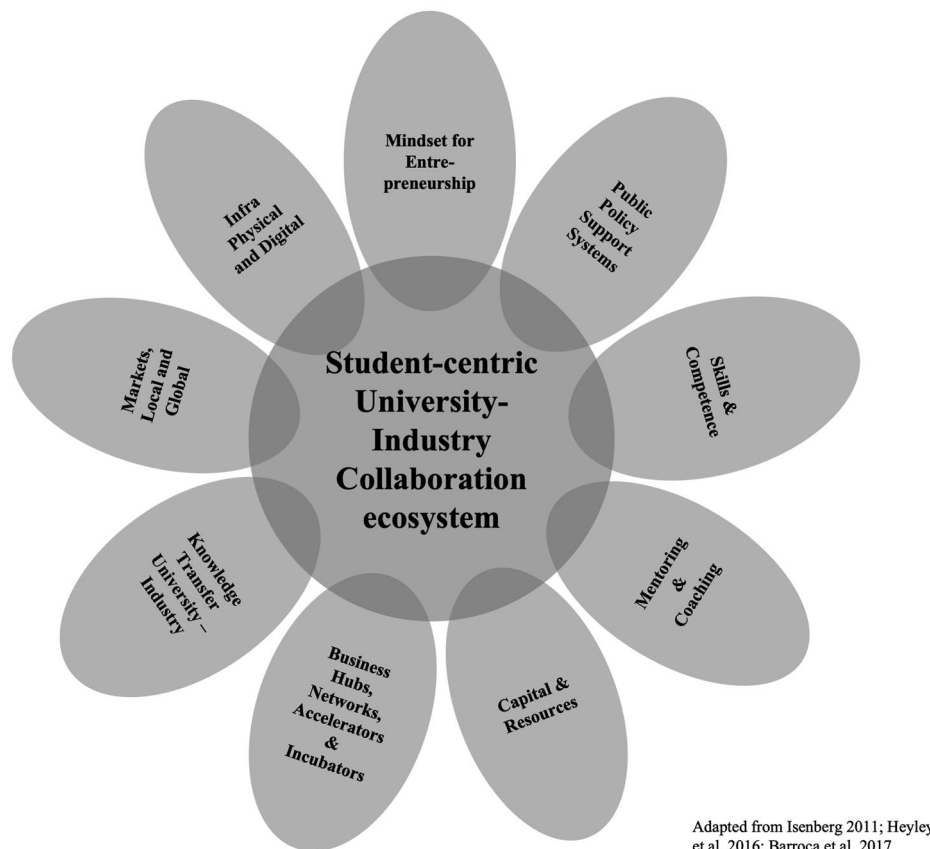 Mindset for
Entre-
preneurship
Public
Policy
Support
Systems
Skills &
Competence
Mentoring
&
Coaching
Capital &
Resources
Business
Hubs,
Networks,
Accelerators
&
Incubators
Knowledge
Transfer
University –
Industry
Markets,
Local and
Global
Infra
Physical
and Digital
Student-centric
University-
Industry
Collaboration
ecosystem
Adapted from Isenberg 2011; Heyley
et al. 2016; Barroca et al. 2017